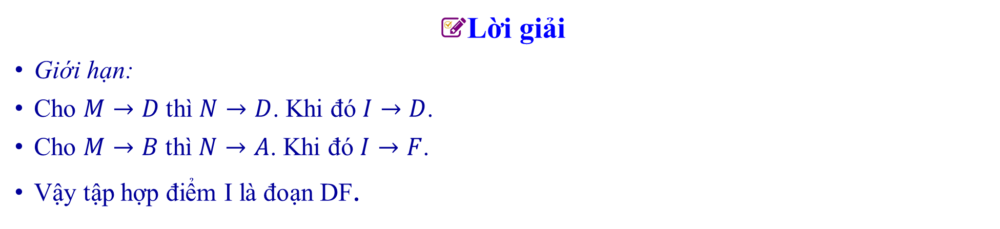 Lời giải
• Giới hạn:
• Cho M → D thì N → D. Khi đó I → D.
• Cho M → B thì N → A. Khi đó I → F.
• Vậy tập hợp điểm I là đoạn DF.